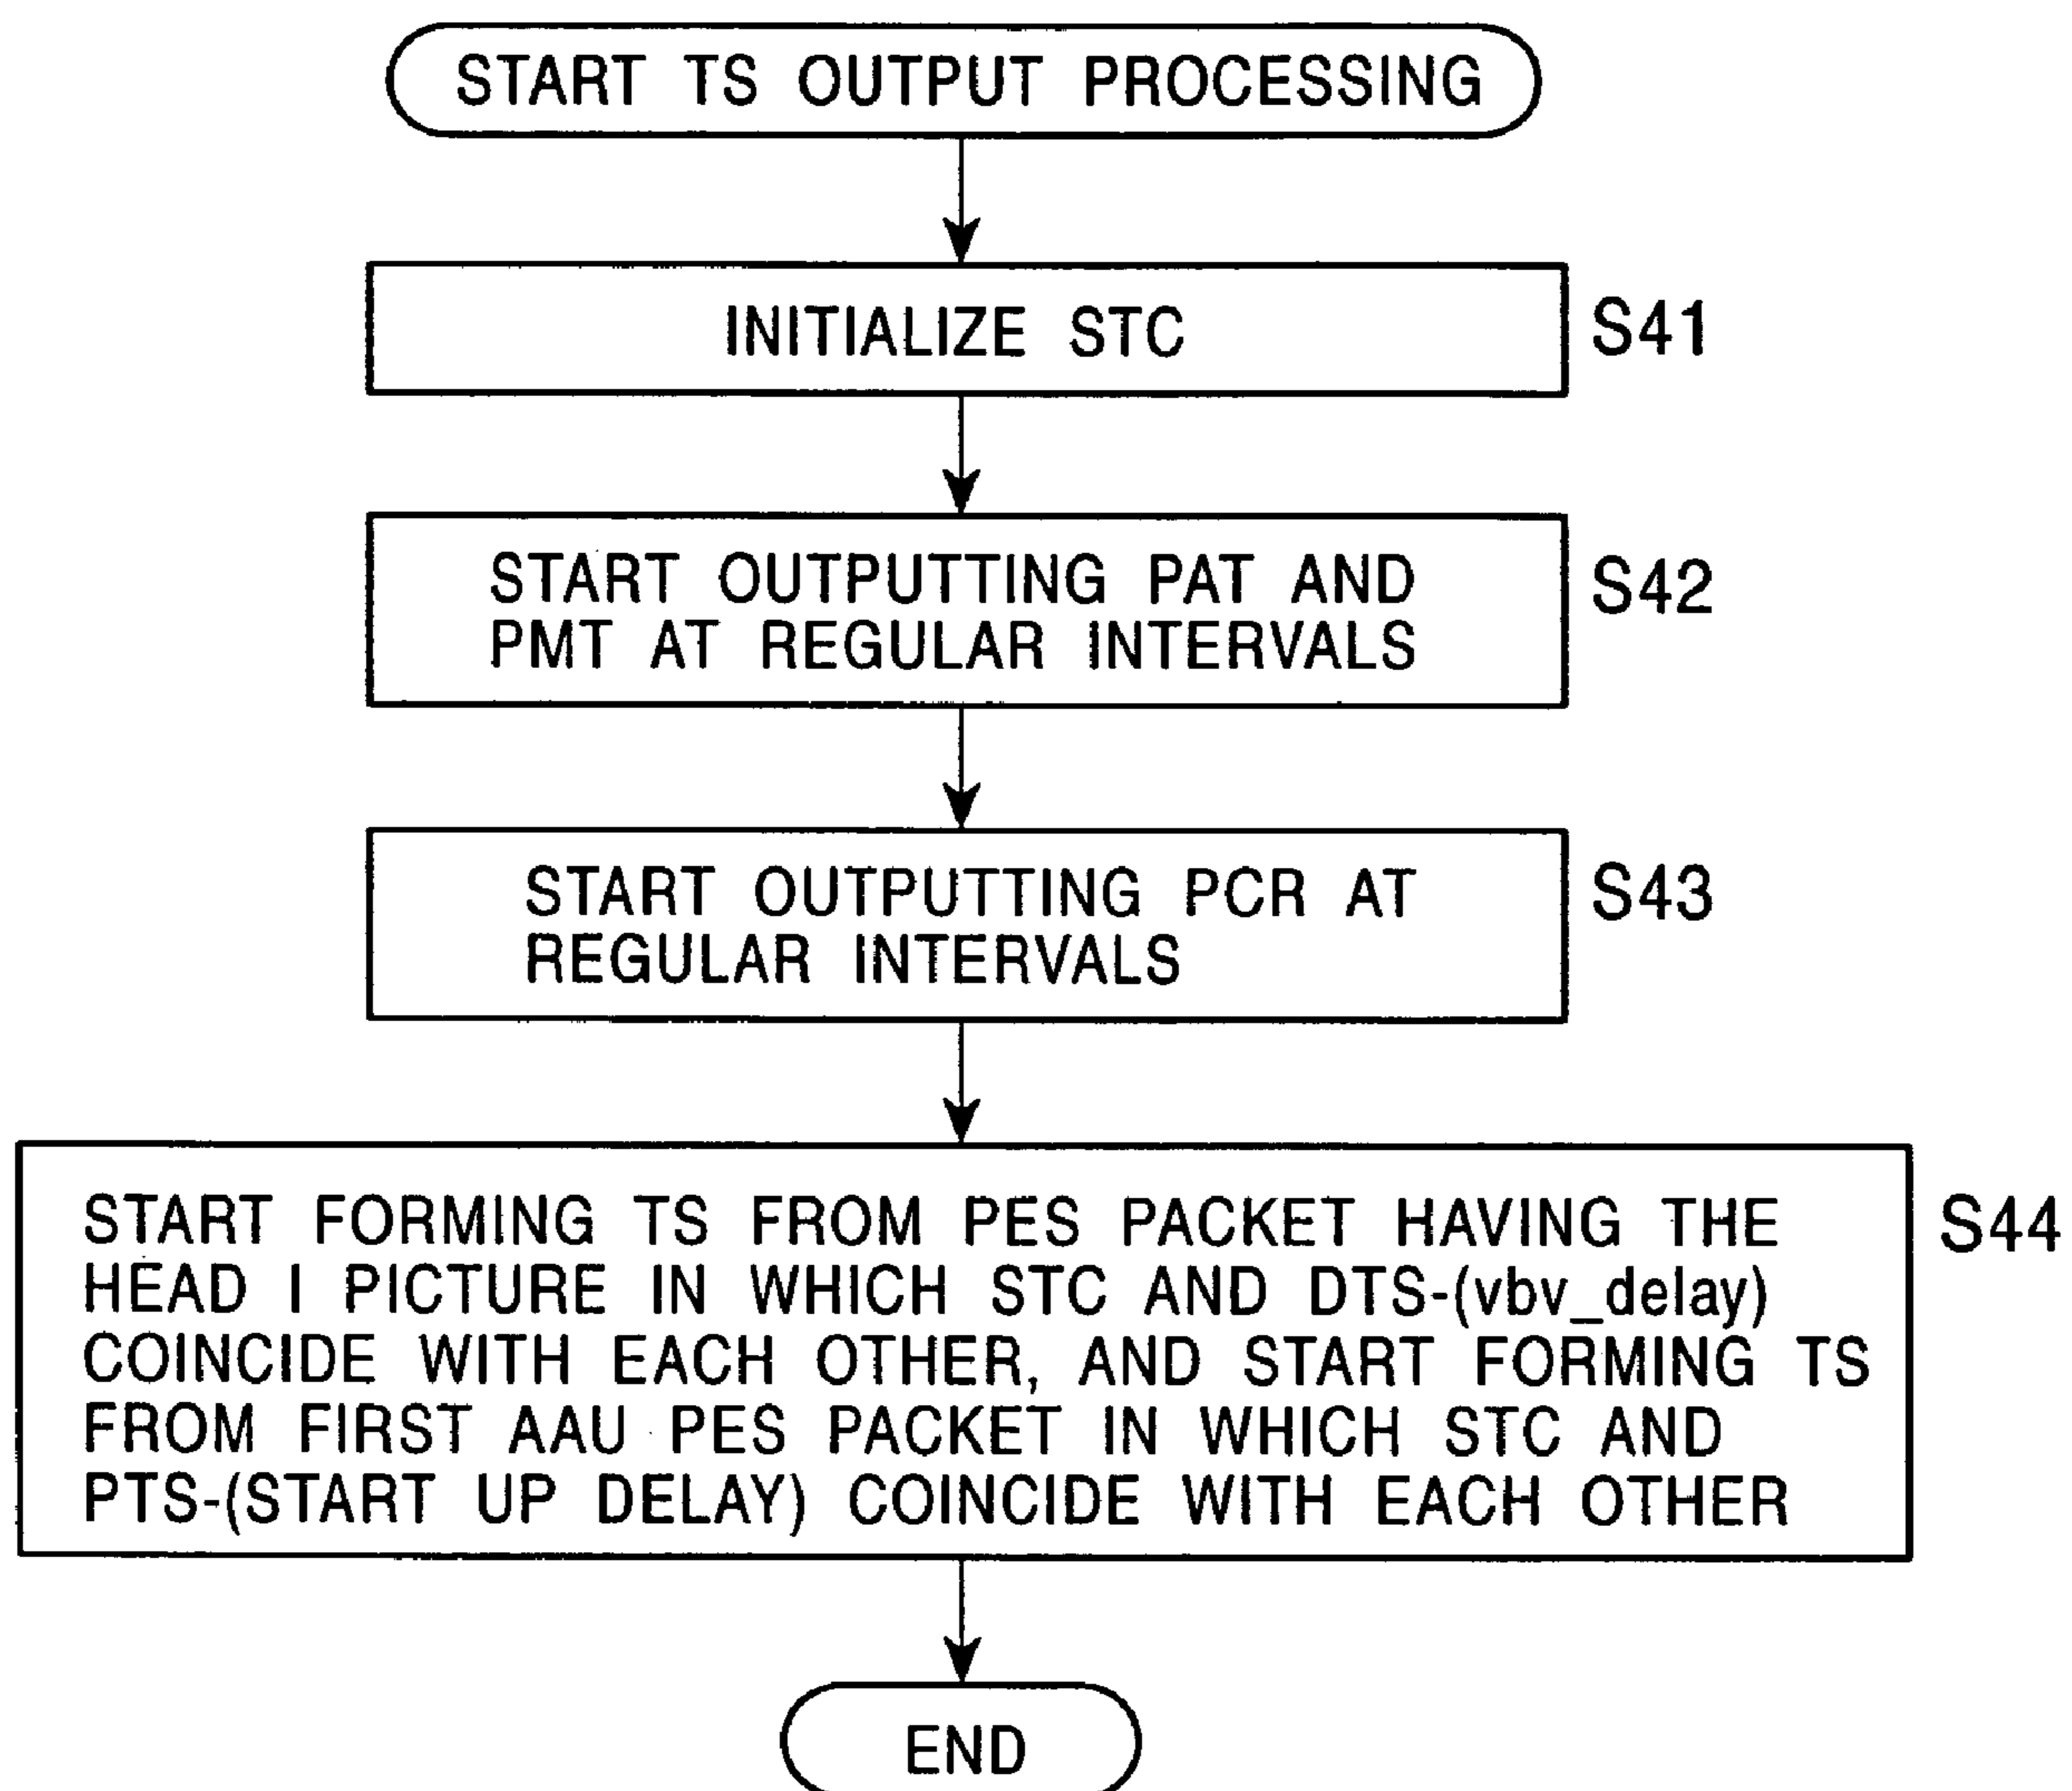 START TS OUTPUT PROCESSING
INITIALIZE STC
S41
START OUTPUTTING PAT AND
PMT AT REGULAR INTERVALS
S42
START OUTPUTTING PCR AT
REGULAR INTERVALS
S43
START FORMING TS FROM PES PACKET HAVING THE
HEAD I PICTURE IN WHICH STC AND DTS-(vbv_delay)
COINCIDE WITH EACH OTHER, AND START FORMING TS
FROM FIRST AAU PES PACKET IN WHICH STC AND
PTS-(START UP DELAY) COINCIDE WITH EACH OTHER
S44
END